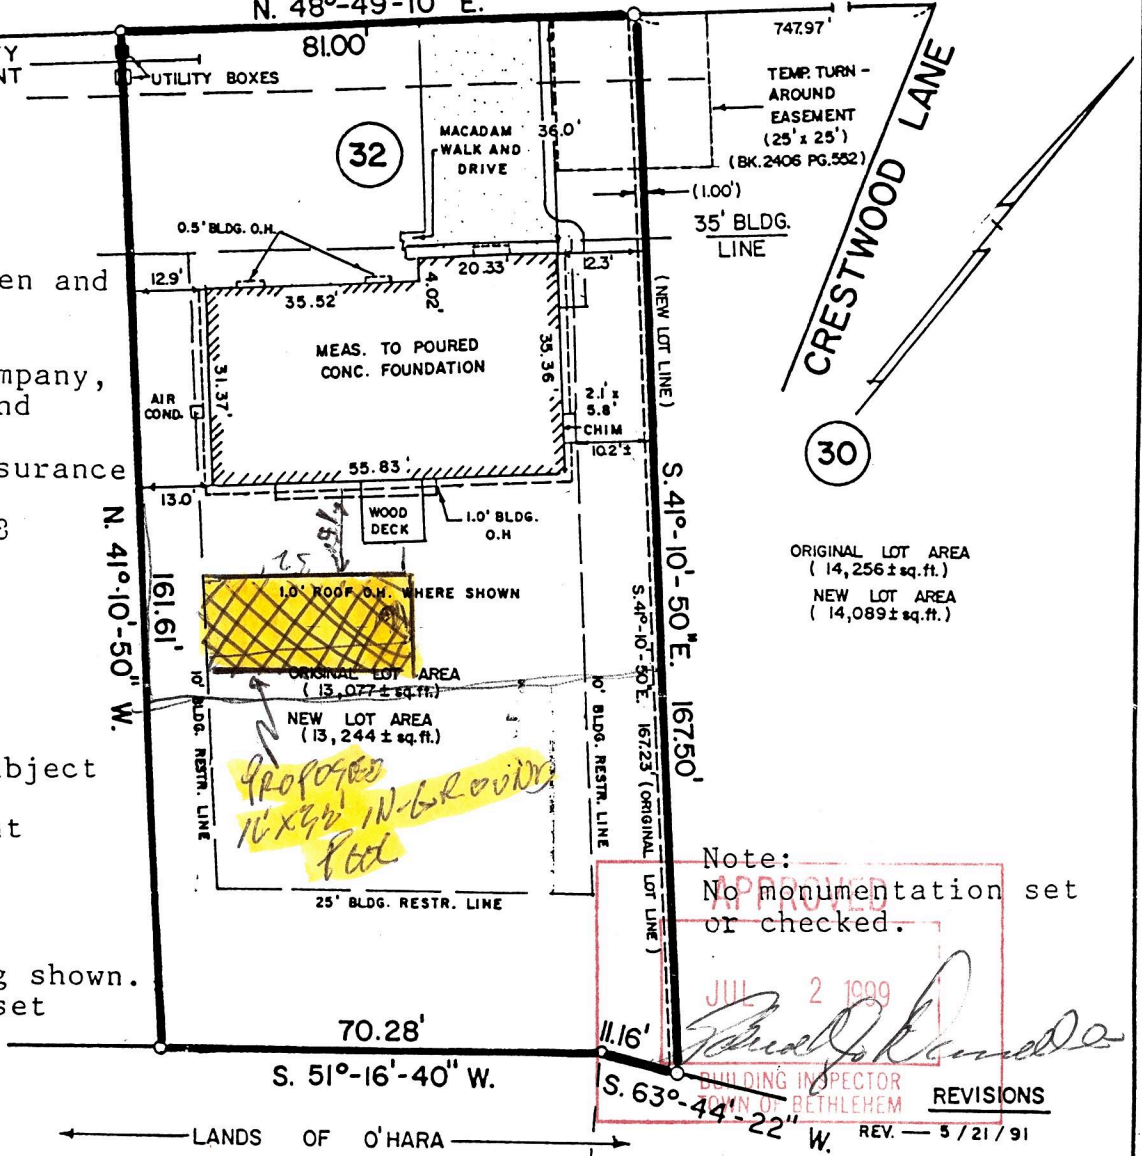 N. 48°-49-10" E.
81.00'
747.97'
UTILITY BOXES
TEMP. TURN-
AROUND
EASEMENT
(25' x 25')
(BK.2406 PG.552)
CRESTWOOD LANE
MACADAM
WALK AND
DRIVE
36.0'
32
(1.00')
35' BLDG.
LINE
0.5' BLDG. O.H.
12.9'
20.33'
12.3'
35.52'
4.02'
en and
(NEW LOT LINE)
MEAS. TO POURED
CONC. FOUNDATION
31.37'
35.36'
mpany,
nd
AIR
COND.
2.1' x
5.8'
CHIM
10.2'±
30
surance
55.83'
13.0'
WOOD
DECK
1.0' BLDG.
O.H
N. 41°-10'-50" W.
161.61'
S. 41°-10'-50" E. 167.50'
S. 41°-10'-50"E. 167.23' (ORIGINAL LOT LINE)
ORIGINAL LOT AREA
(14,256±sq.ft.)
NEW LOT AREA
(14,089±sq.ft.)
1.0' ROOF O.H. WHERE SHOWN
ORIGINAL LOT AREA
(13,077±sq.ft.)
NEW LOT AREA
(13,244±sq.ft.)
10' BLDG. RESTR. LINE
10' BLDG. RESTR. LINE
bject
PROPOSED
IN-GROUND
Pool
25' BLDG. RESTR. LINE
Note:
No monumentation set
or checked.
APPROVED
JUL 2 1999
BUILDING INSPECTOR
TOWN OF BETHLEHEM
g shown.
set
70.28'
11.16'
S. 51°-16'-40" W.
S. 63°-44'-22" W.
REVISIONS
REV. — 5/21/91
LANDS OF O'HARA